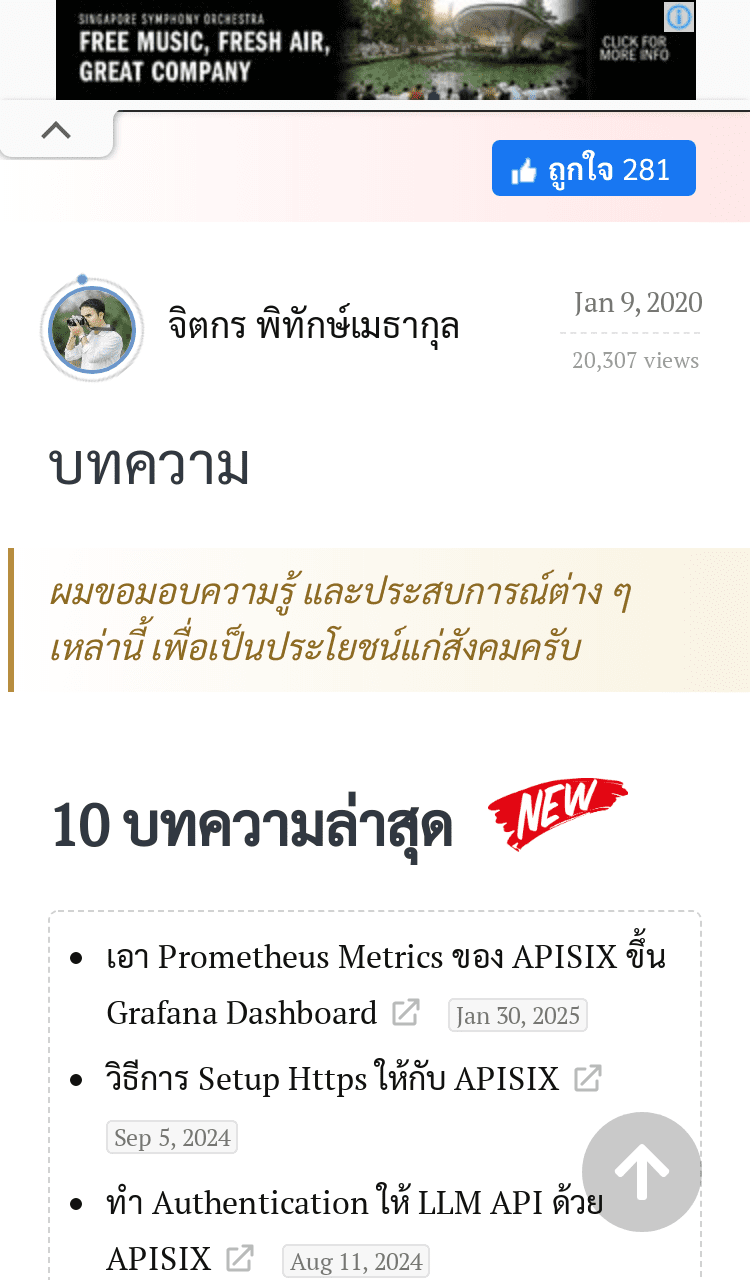 SINGAPORE SYMPHONY ORCHESTRA
FREE MUSIC, FRESH AIR,
GREAT COMPANY
CLICK FOR
MORE INFO
ถูกใจ 281
จิตกร พิทักษ์เมธากุล
Jan 9, 2020
20,307 views
บทความ
ผมขอมอบความรู้ และประสบการณ์ต่าง ๆ
เหล่านี้ เพื่อเป็นประโยชน์แก่สังคมครับ
10 บทความล่าสุด NEW
เอา Prometheus Metrics ของ APISIX ขึ้น
Grafana Dashboard Jan 30, 2025
วิธีการ Setup Https ให้กับ APISIX
Sep 5, 2024
ทำ Authentication ให้ LLM API ด้วย
APISIX Aug 11, 2024